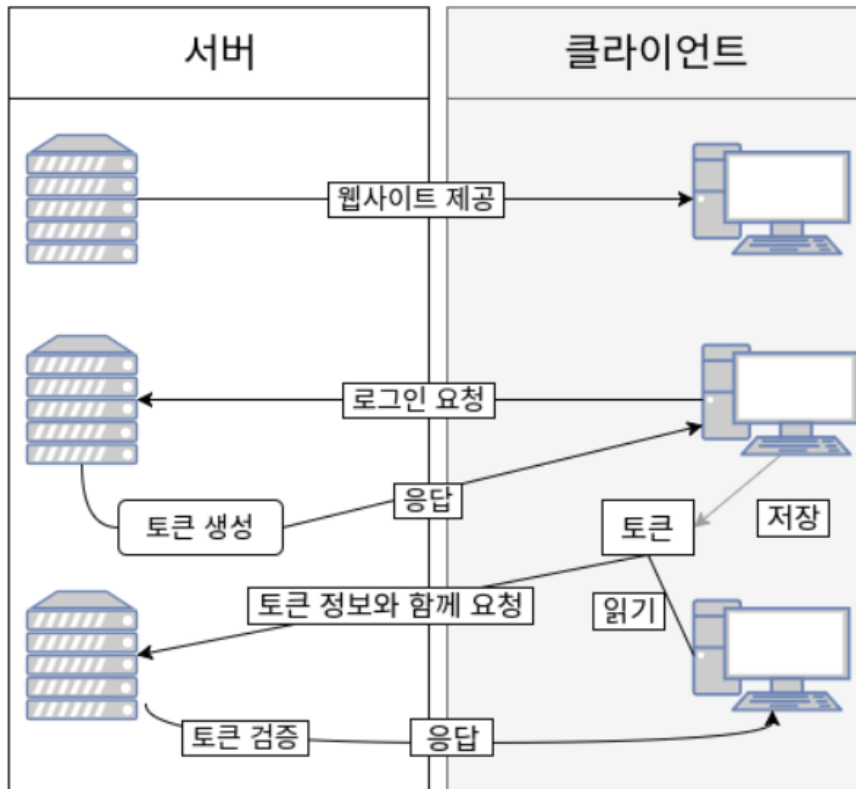 서버
클라이언트
웹사이트 제공
로그인 요청
응답
토큰 생성
토큰
저장
토큰 정보와 함께 요청
읽기
토큰 검증
응답